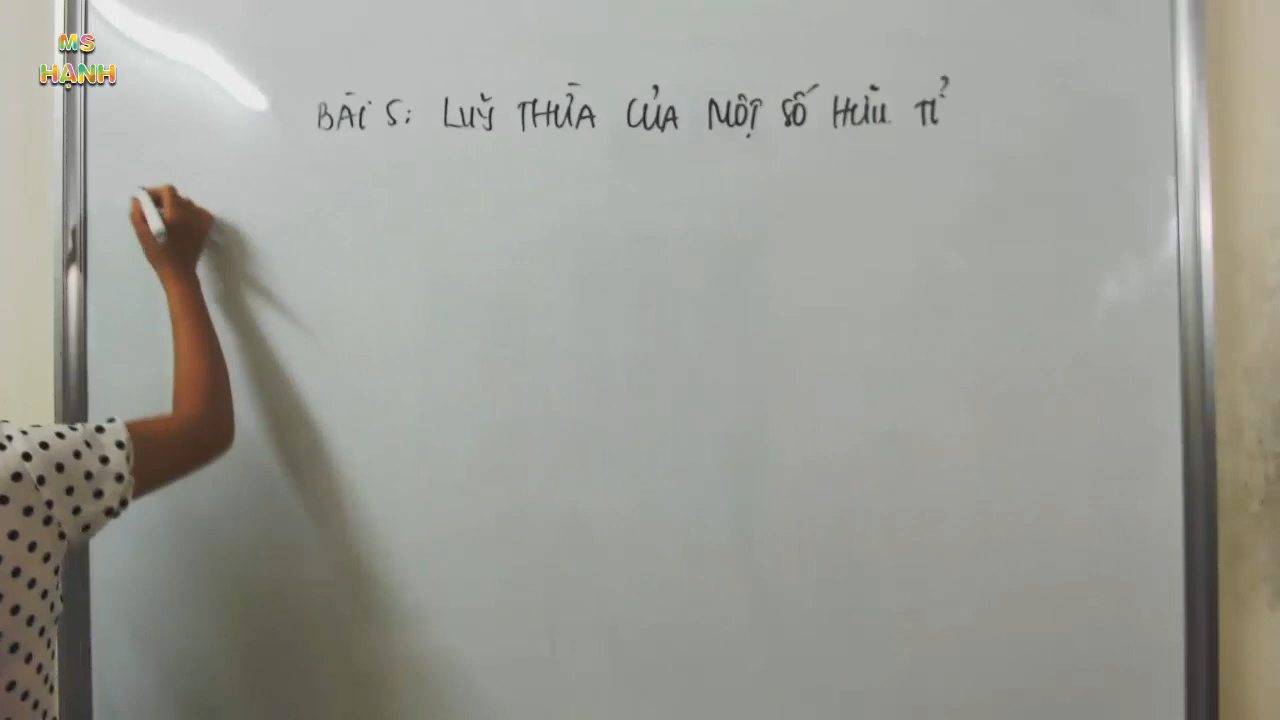 MS
HẠNH
BÀI 5: LUỸ THỪA CỦA MỘT SỐ HỮU TỈ